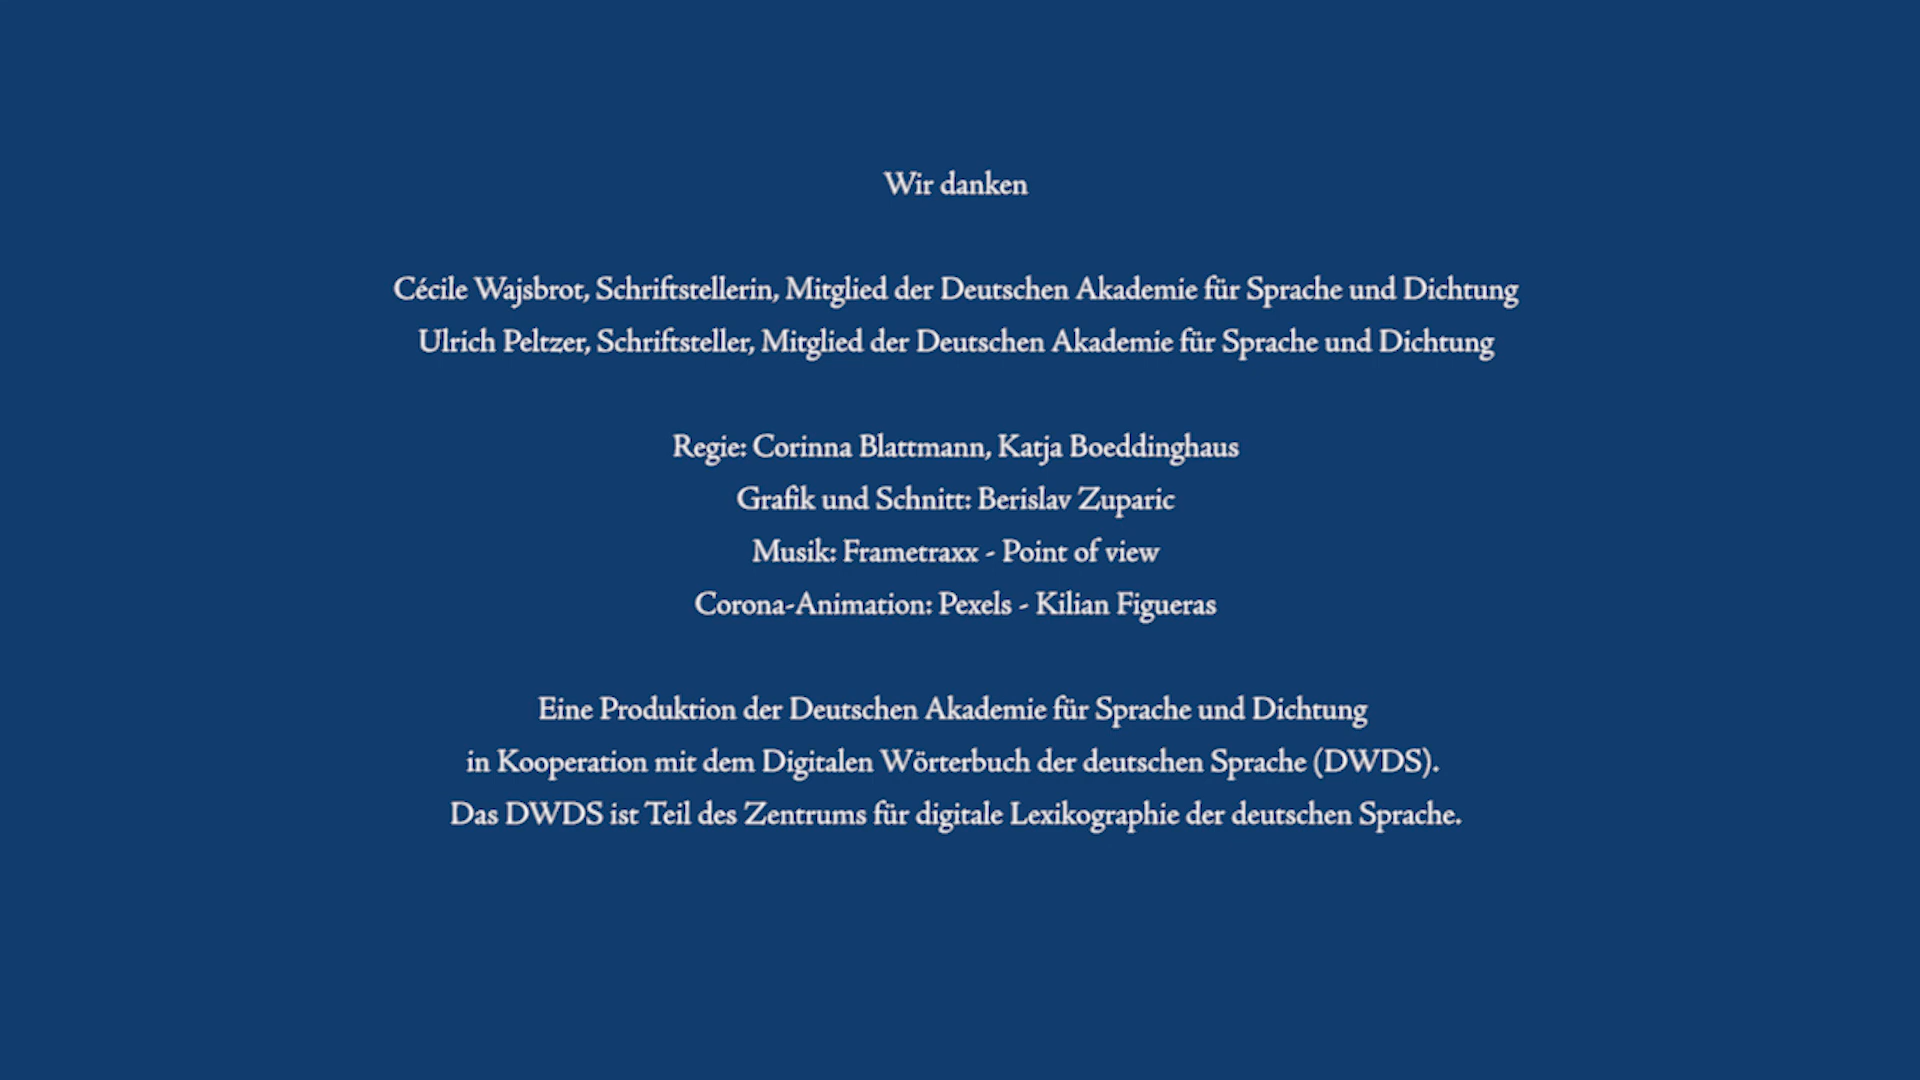 Wir danken
Cécile Wajsbrot, Schriftstellerin, Mitglied der Deutschen Akademie für Sprache und Dichtung
Ulrich Peltzer, Schriftsteller, Mitglied der Deutschen Akademie für Sprache und Dichtung
Regie: Corinna Blattmann, Katja Boeddinghaus
Grafik und Schnitt: Berislav Zuparic
Musik: Frametraxx - Point of view
Corona-Animation: Pexels - Kilian Figueras
Eine Produktion der Deutschen Akademie für Sprache und Dichtung
in Kooperation mit dem Digitalen Wörterbuch der deutschen Sprache (DWDS).
Das DWDS ist Teil des Zentrums für digitale Lexikographie der deutschen Sprache.